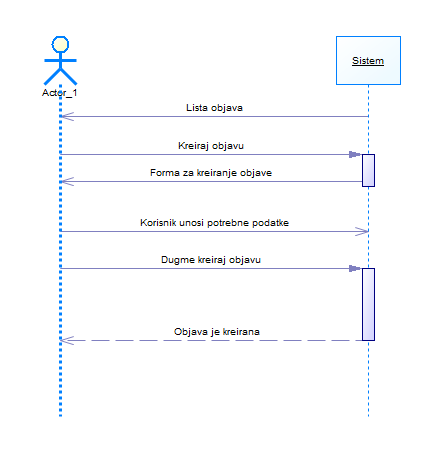 Actor_1
Sistem
Lista objava
Kreiraj objavu
Forma za kreiranje objave
Korisnik unosi potrebne podatke
Dugme kreiraj objavu
Objava je kreirana